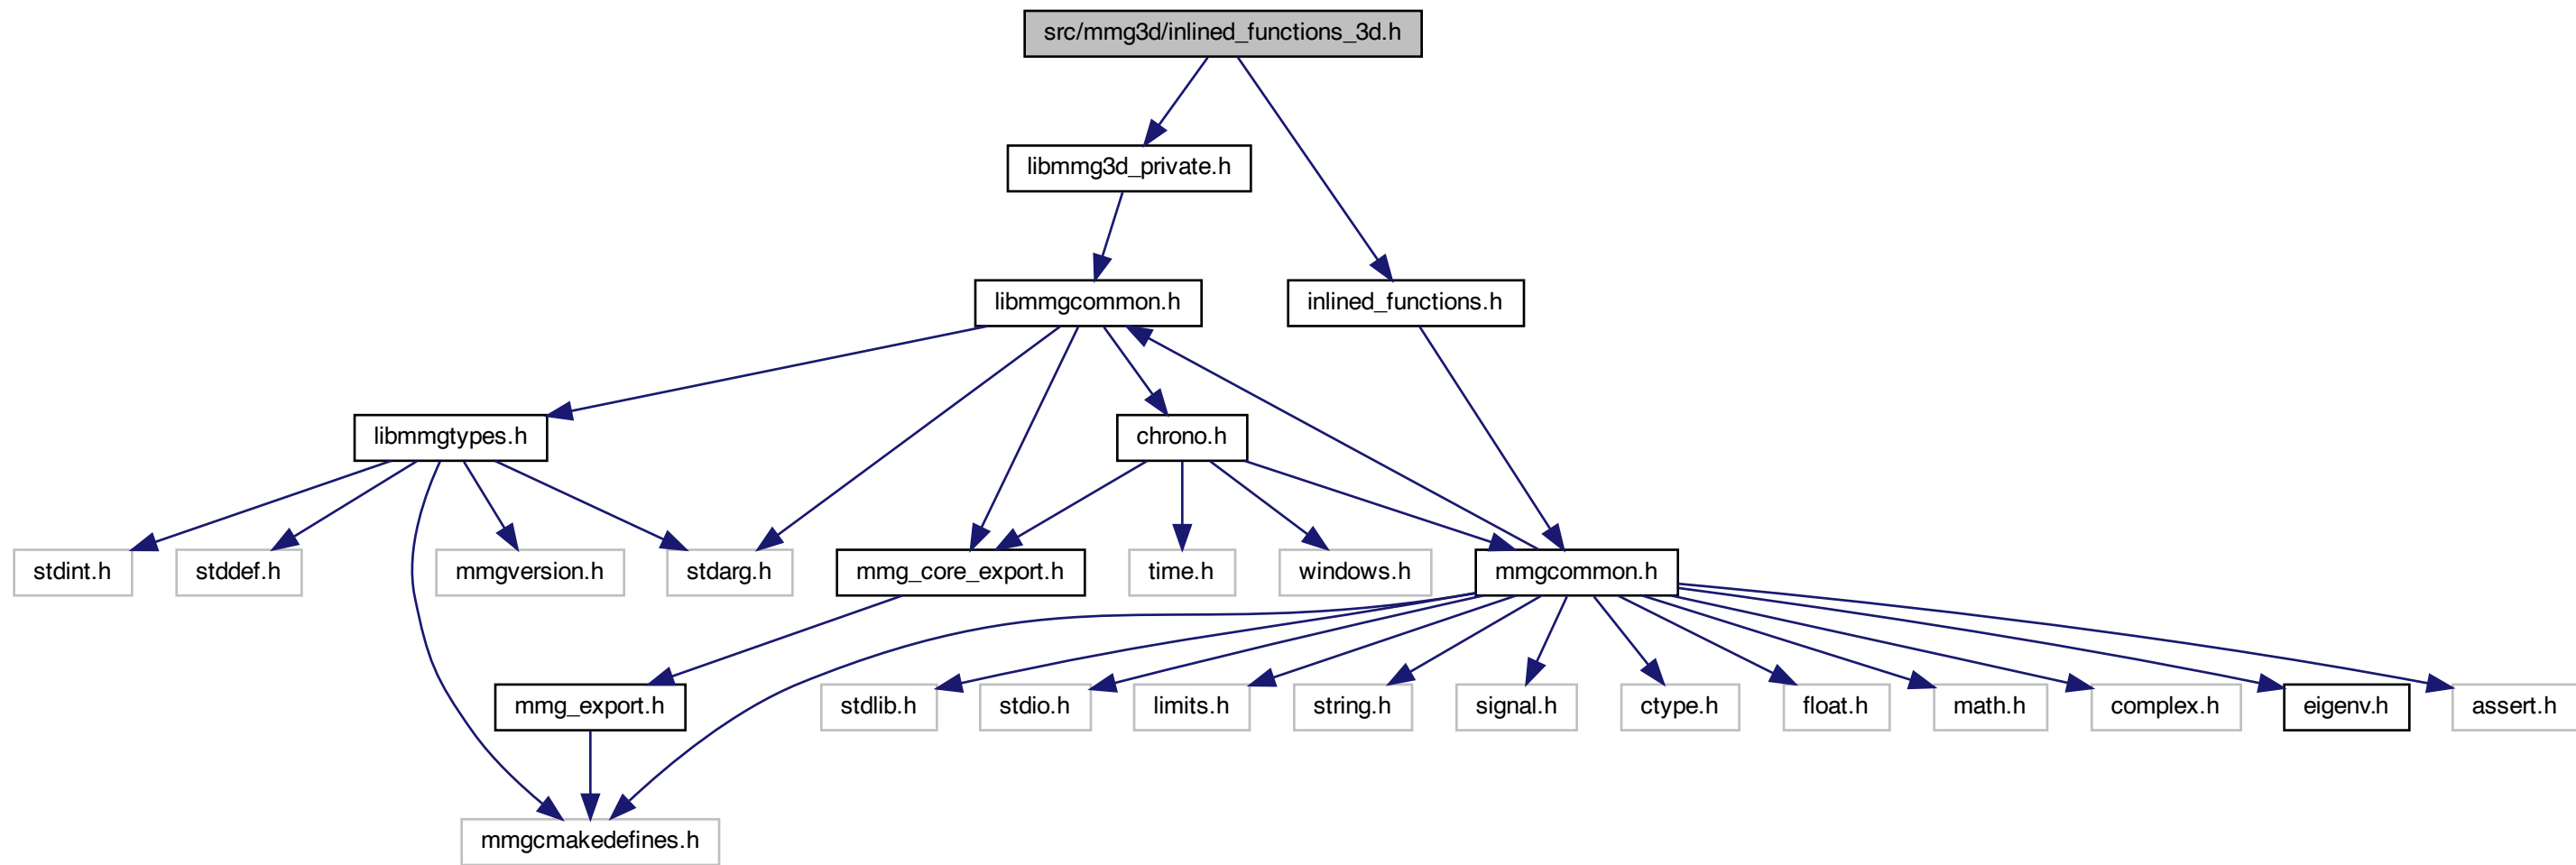 src/mmg3d/inlined_functions_3d.h
libmmg3d_private.h
libmmgcommon.h
inlined_functions.h
libmmgtypes.h
chrono.h
stdint.h
stddef.h
mmgversion.h
stdarg.h
mmg_core_export.h
time.h
windows.h
mmgcommon.h
mmg_export.h
stdlib.h
stdio.h
limits.h
string.h
signal.h
ctype.h
float.h
math.h
complex.h
eigenv.h
assert.h
mmgcmakedefines.h